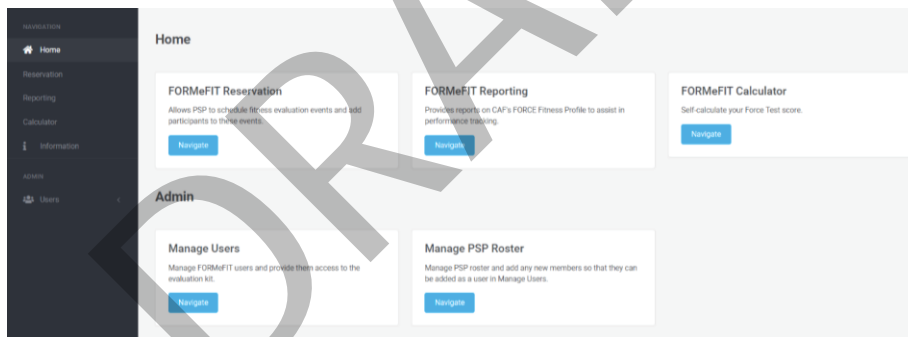 NAVIGATION
Home
Reservation
Reporting
Calculator
Information
ADMIN
Users
Home
FORMeFIT Reservation
Allows PSP to schedule fitness evaluation events and add
participants to these events.
Navigate
FORMeFIT Reporting
Provides reports on CAF's FORCE Fitness Profile to assist in
performance tracking.
Navigate
FORMeFIT Calculator
Self-calculate your Force Test score.
Navigate
Admin
Manage Users
Manage FORMeFIT users and provide them access to the
evaluation kit.
Navigate
Manage PSP Roster
Manage PSP roster and add any new members so that they can
be added as a user in Manage Users.
Navigate
DRA